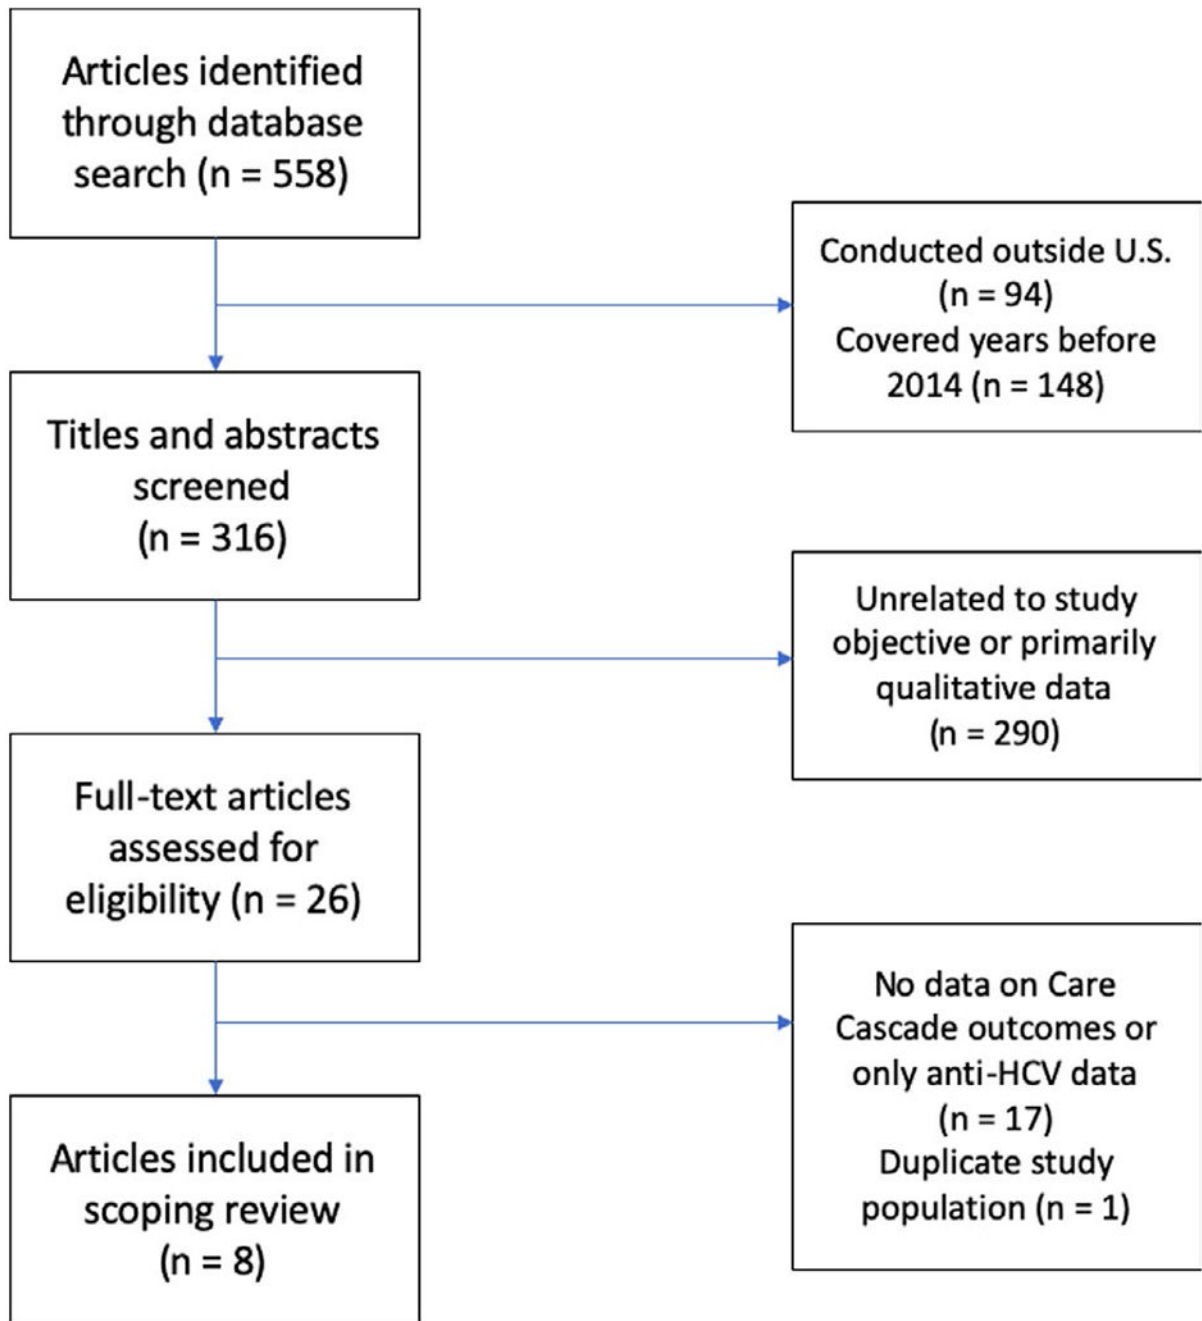 Articles identified
through database
search (n = 558)
Conducted outside U.S.
(n = 94)
Covered years before
2014 (n = 148)
Titles and abstracts
screened
(n = 316)
Unrelated to study
objective or primarily
qualitative data
(n = 290)
Full-text articles
assessed for
eligibility (n = 26)
No data on Care
Cascade outcomes or
only anti-HCV data
(n = 17)
Duplicate study
population (n = 1)
Articles included in
scoping review
(n = 8)